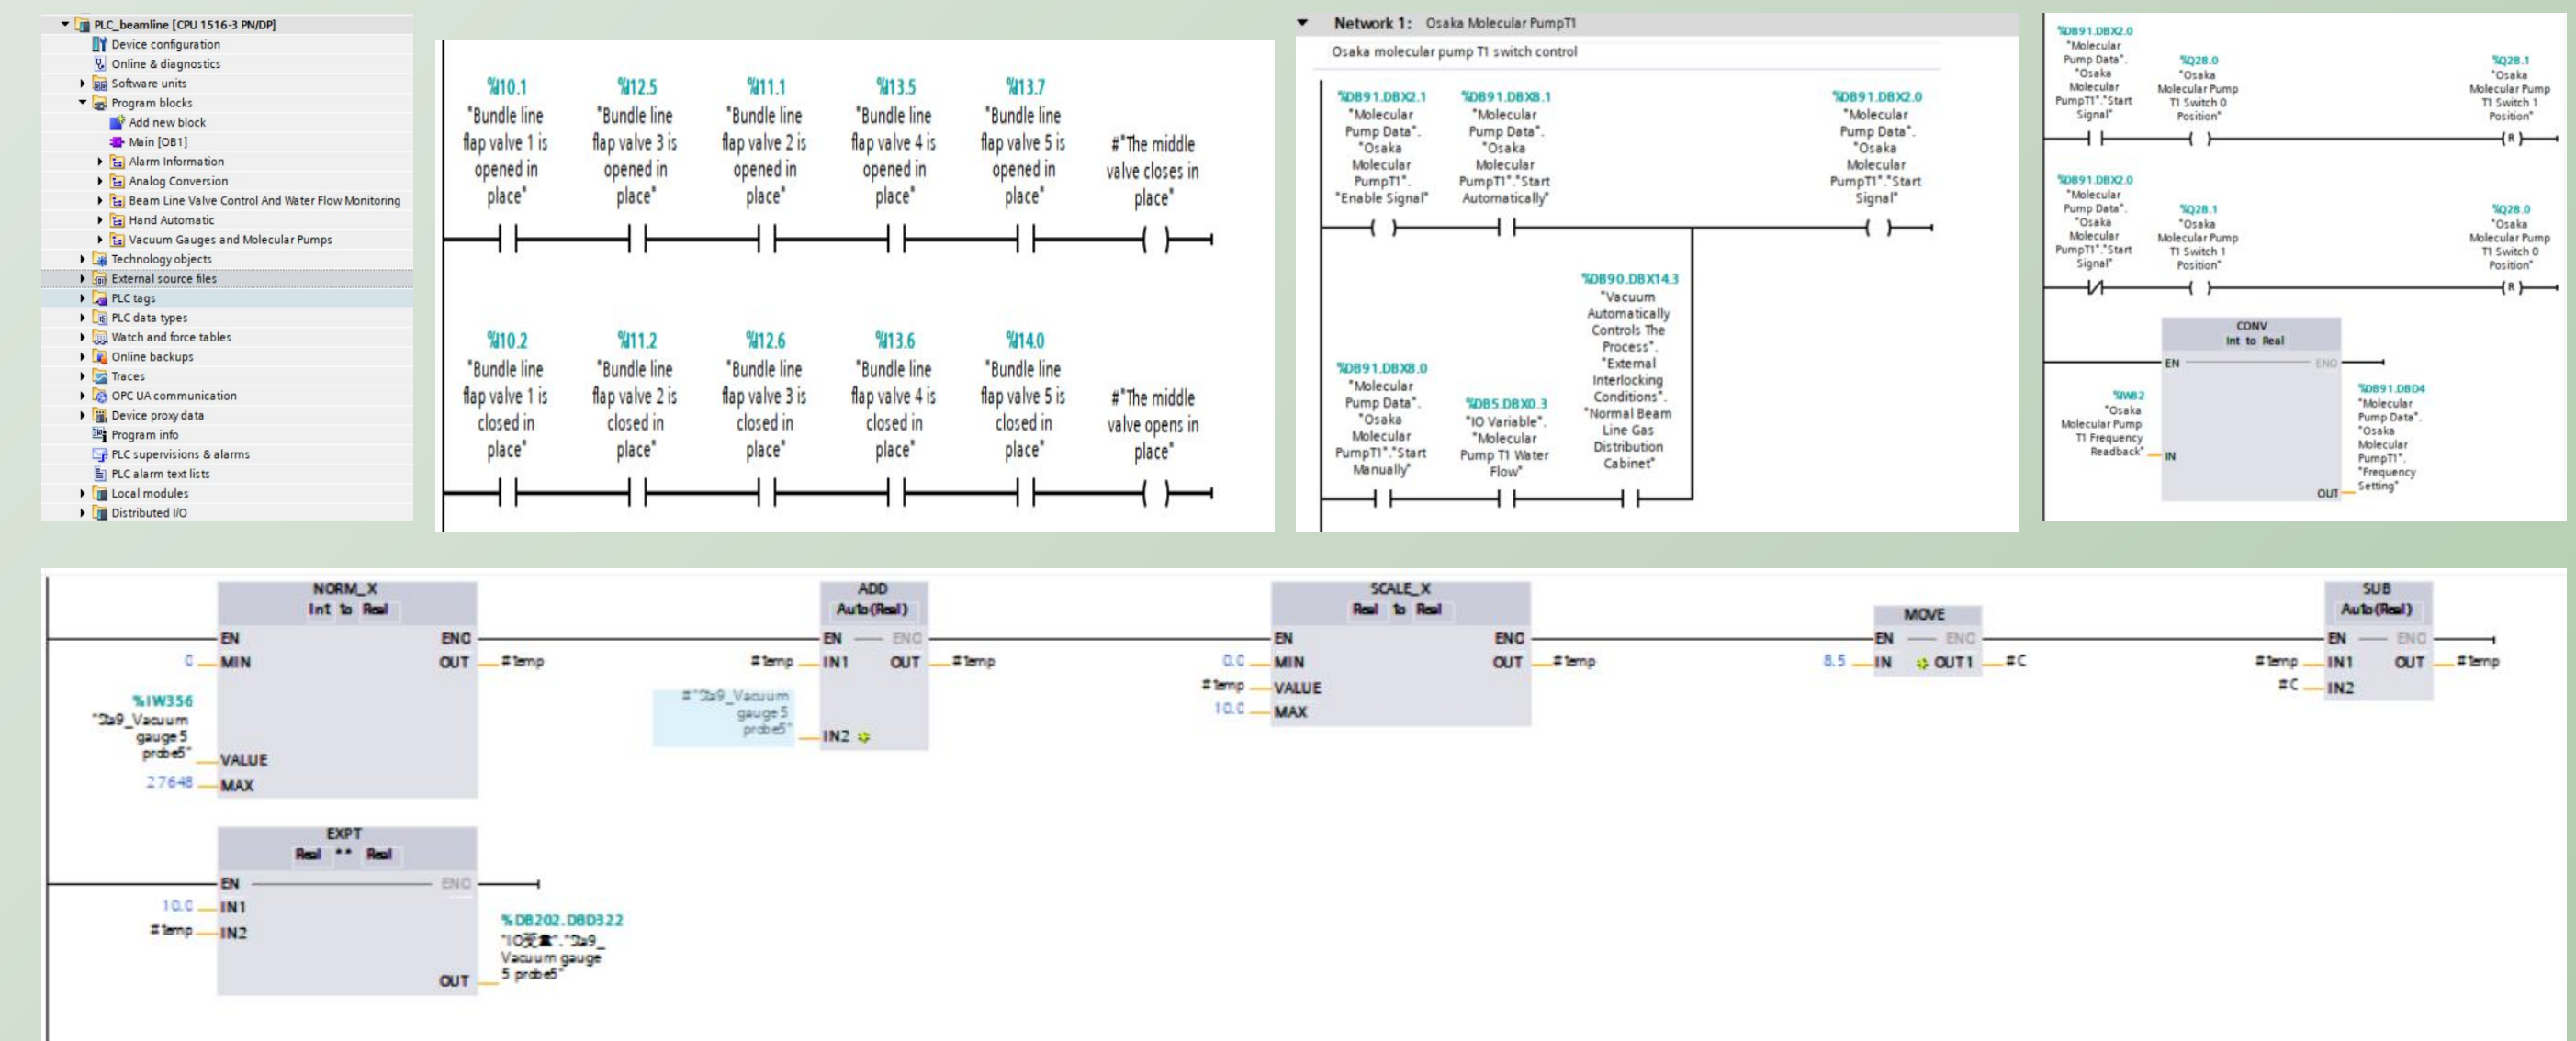 PLC_beamline [CPU 1516-3 PN/DP]
Device configuration
Online & diagnostics
Software units
Program blocks
Add new block
Main [OB1]
Alarm Information
Analog Conversion
Beam Line Valve Control And Water Flow Monitoring
Hand Automatic
Vacuum Gauges and Molecular Pumps
Technology objects
External source files
PLC tags
PLC data types
Watch and force tables
Online backups
Traces
OPC UA communication
Device proxy data
Program info
PLC supervisions & alarms
PLC alarm text lists
Local modules
Distributed I/O
%I10.1
"Bundle line
flap valve 1 is
opened in
place"
%I12.5
"Bundle line
flap valve 3 is
opened in
place"
%I11.1
"Bundle line
flap valve 2 is
opened in
place"
%I13.5
"Bundle line
flap valve 4 is
opened in
place"
%I13.7
"Bundle line
flap valve 5 is
opened in
place"
#"The middle
valve closes in
place"
%I10.2
"Bundle line
flap valve 1 is
closed in
place"
%I11.2
"Bundle line
flap valve 2 is
closed in
place"
%I12.6
"Bundle line
flap valve 3 is
closed in
place"
%I13.6
"Bundle line
flap valve 4 is
closed in
place"
%I14.0
"Bundle line
flap valve 5 is
closed in
place"
#"The middle
valve opens in
place"
Network 1: Osaka Molecular PumpT1
Osaka molecular pump T1 switch control
%DB91.DBX2.1
"Molecular
Pump Data".
"Osaka
Molecular
PumpT1".
"Enable Signal"
%DB91.DBX8.1
"Molecular
Pump Data".
"Osaka
Molecular
PumpT1"."Start
Automatically"
%DB91.DBX2.0
"Molecular
Pump Data".
"Osaka
Molecular
PumpT1"."Start
Signal"
%DB91.DBX8.0
"Molecular
Pump Data".
"Osaka
Molecular
PumpT1"."Start
Manually"
%DB5.DBX0.3
"IO Variable".
"Molecular
Pump T1 Water
Flow"
%DB90.DBX14.3
"Vacuum
Automatically
Controls The
Process".
"External
Interlocking
Conditions".
"Normal Beam
Line Gas
Distribution
Cabinet"
%DB91.DBX2.0
"Molecular
Pump Data".
"Osaka
Molecular
PumpT1"."Start
Signal"
%Q28.0
"Osaka
Molecular Pump
T1 Switch 0
Position"
%Q28.1
"Osaka
Molecular Pump
T1 Switch 1
Position"
R
%DB91.DBX2.0
"Molecular
Pump Data".
"Osaka
Molecular
PumpT1"."Start
Signal"
%Q28.1
"Osaka
Molecular Pump
T1 Switch 1
Position"
%Q28.0
"Osaka
Molecular Pump
T1 Switch 0
Position"
R
CONV
Int to Real
EN
ENO
%IW82
"Osaka
Molecular Pump
T1 Frequency
Readback"
IN
OUT
%DB91.DBD4
"Molecular
Pump Data".
"Osaka
Molecular
PumpT1".
"Frequency
Setting"
NORM_X
Int to Real
EN
ENO
0
MIN
OUT
#temp
%IW356
"Sta9_Vacuum
gauge 5
probe5"
VALUE
27648
MAX
ADD
Auto(Real)
EN
ENO
#temp
IN1
OUT
#temp
#"Sta9_Vacuum
gauge 5
probe5"
IN2
SCALE_X
Real to Real
EN
ENO
0.0
MIN
OUT
#temp
#temp
VALUE
10.0
MAX
MOVE
EN
ENO
8.5
IN
OUT1
#C
SUB
Auto(Real)
EN
ENO
#temp
IN1
OUT
#temp
#C
IN2
EXPT
Real ** Real
EN
ENO
10.0
IN1
#temp
IN2
OUT
%DB202.DBD322
"Sta9_
Vacuum gauge
5 probe5"